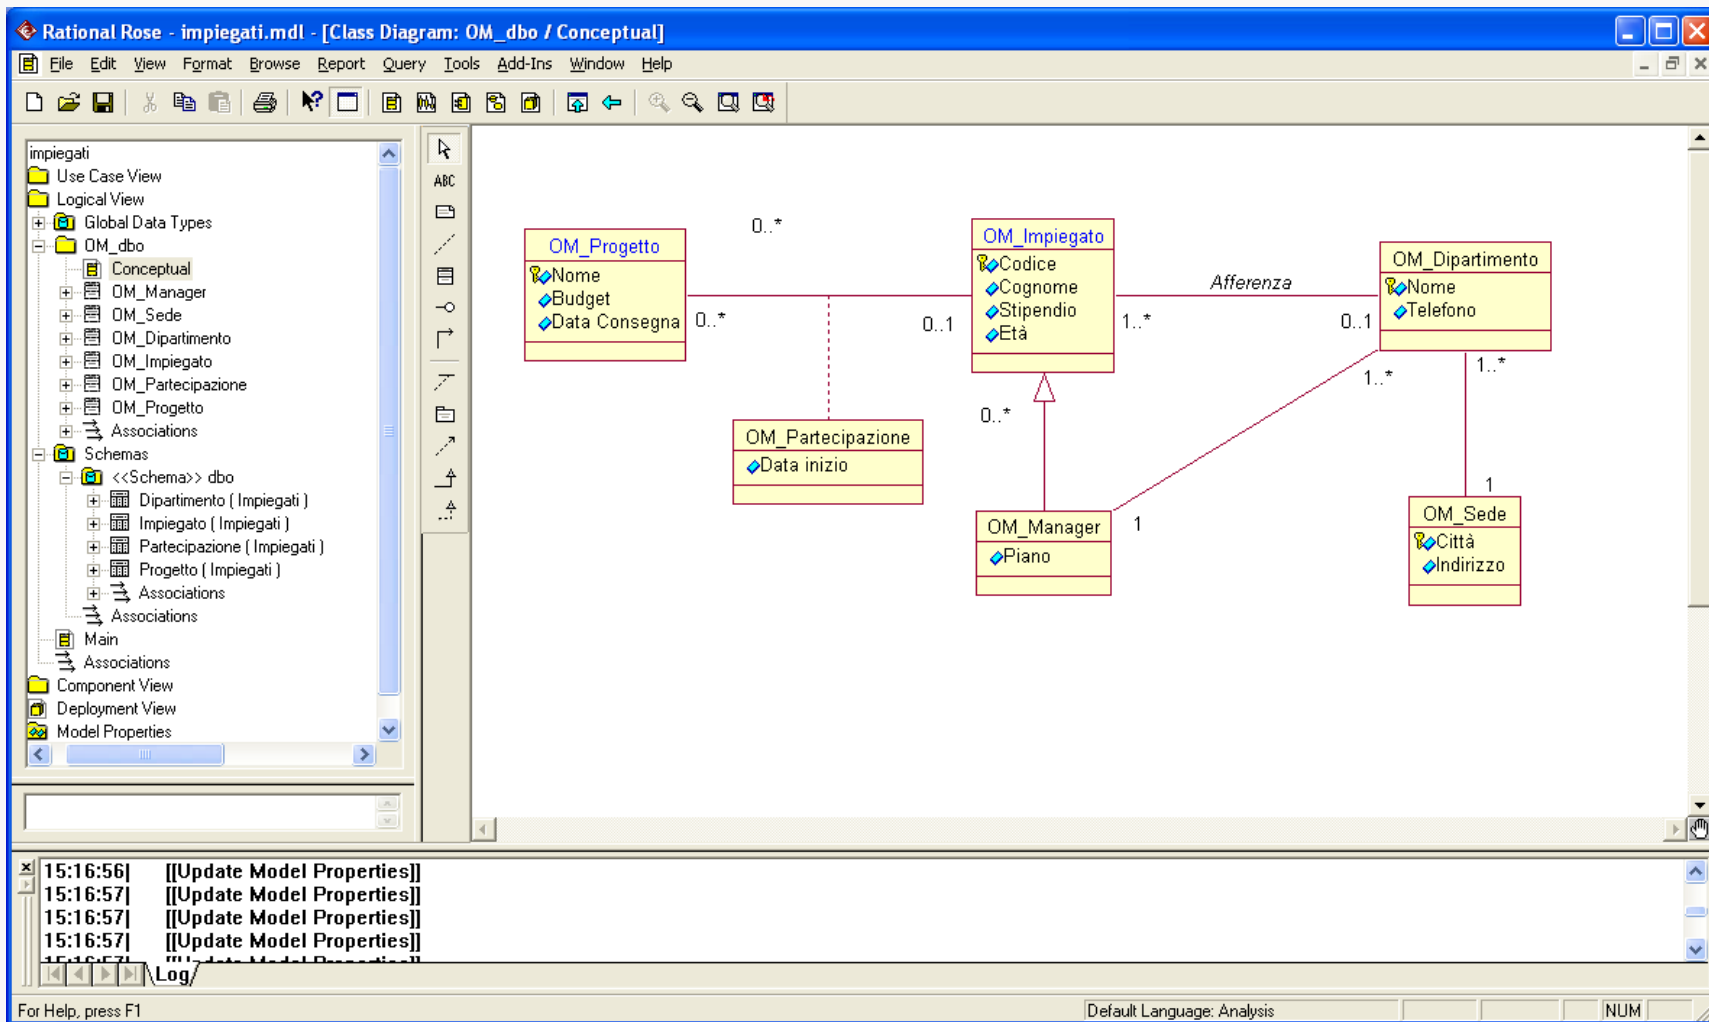 Rational Rose - impiegati.mdl - [Class Diagram: OM_dbo / Conceptual]
File Edit View Format Browse Report Query Tools Add-Ins Window Help
impiegati
Use Case View
Logical View
Global Data Types
OM_dbo
Conceptual
OM_Manager
OM_Sede
OM_Dipartimento
OM_Impiegato
OM_Partecipazione
OM_Progetto
Associations
Schemas
<<Schema>> dbo
Dipartimento ( Impiegati )
Impiegato ( Impiegati )
Partecipazione ( Impiegati )
Progetto ( Impiegati )
Associations
Associations
Main
Associations
Component View
Deployment View
Model Properties
ABC
OM_Progetto
Nome
Budget
Data Consegna
0..*
0..*
0..1
OM_Impiegato
Codice
Cognome
Stipendio
Età
Afferenza
1..*
0..1
OM_Dipartimento
Nome
Telefono
1..*
1..*
0..*
OM_Partecipazione
Data inizio
OM_Manager
Piano
1
1
OM_Sede
Città
Indirizzo
15:16:56| [[Update Model Properties]]
15:16:57| [[Update Model Properties]]
15:16:57| [[Update Model Properties]]
15:16:57| [[Update Model Properties]]
15:16:57| [[Update Model Properties]]
Log
For Help, press F1
Default Language: Analysis
NUM